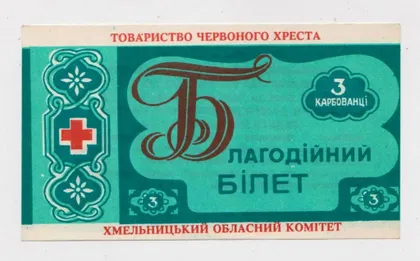 ТОВАРИСТВО ЧЕРВОНОГО ХРЕСТА
3
КАРБОВАНЦІ
БЛАГОДІЙНИЙ
БІЛЕТ
3
3
ХМЕЛЬНИЦЬКИЙ ОБЛАСНИЙ КОМІТЕТ